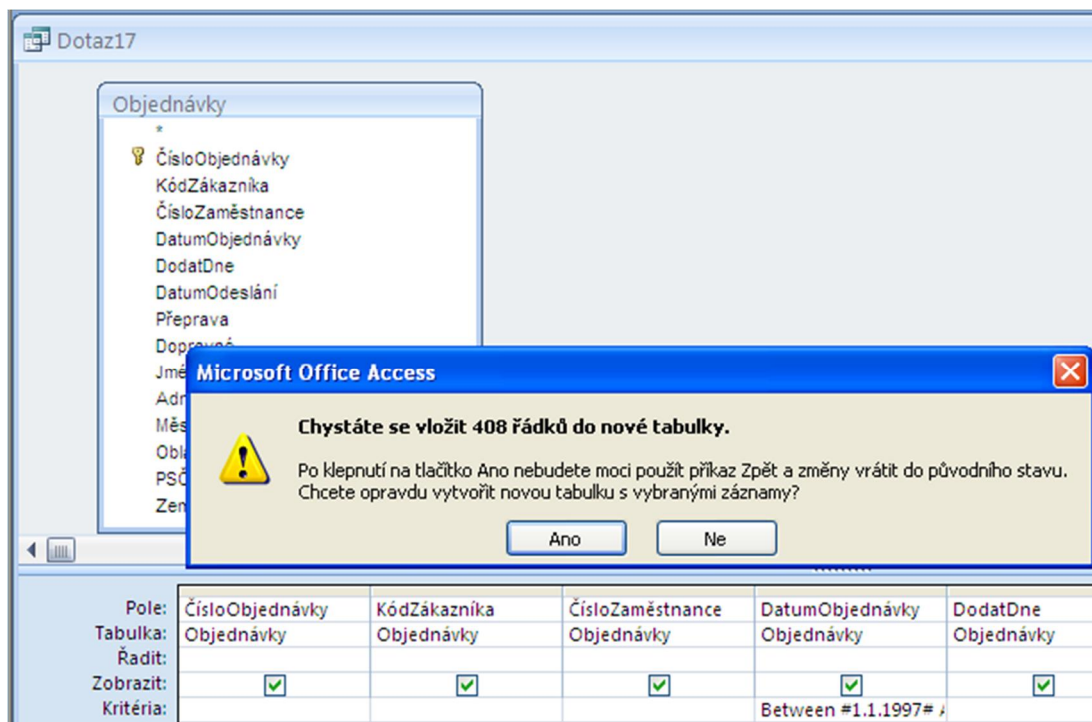 Dotaz17
Objednávky
*
ČísloObjednávky
KódZákazníka
ČísloZaměstnance
DatumObjednávky
DodatDne
DatumOdeslání
Přeprava
Microsoft Office Access
Chystáte se vložit 408 řádků do nové tabulky.
Po klepnutí na tlačítko Ano nebudete moci použít příkaz Zpět a změny vrátit do původního stavu.
Chcete opravdu vytvořit novou tabulku s vybranými záznamy?
Ano Ne
Pole: ČísloObjednávky KódZákazníka ČísloZaměstnance DatumObjednávky DodatDne
Tabulka: Objednávky Objednávky Objednávky Objednávky Objednávky
Řadit:
Zobrazit:
Kritéria: Between #1.1.1997#